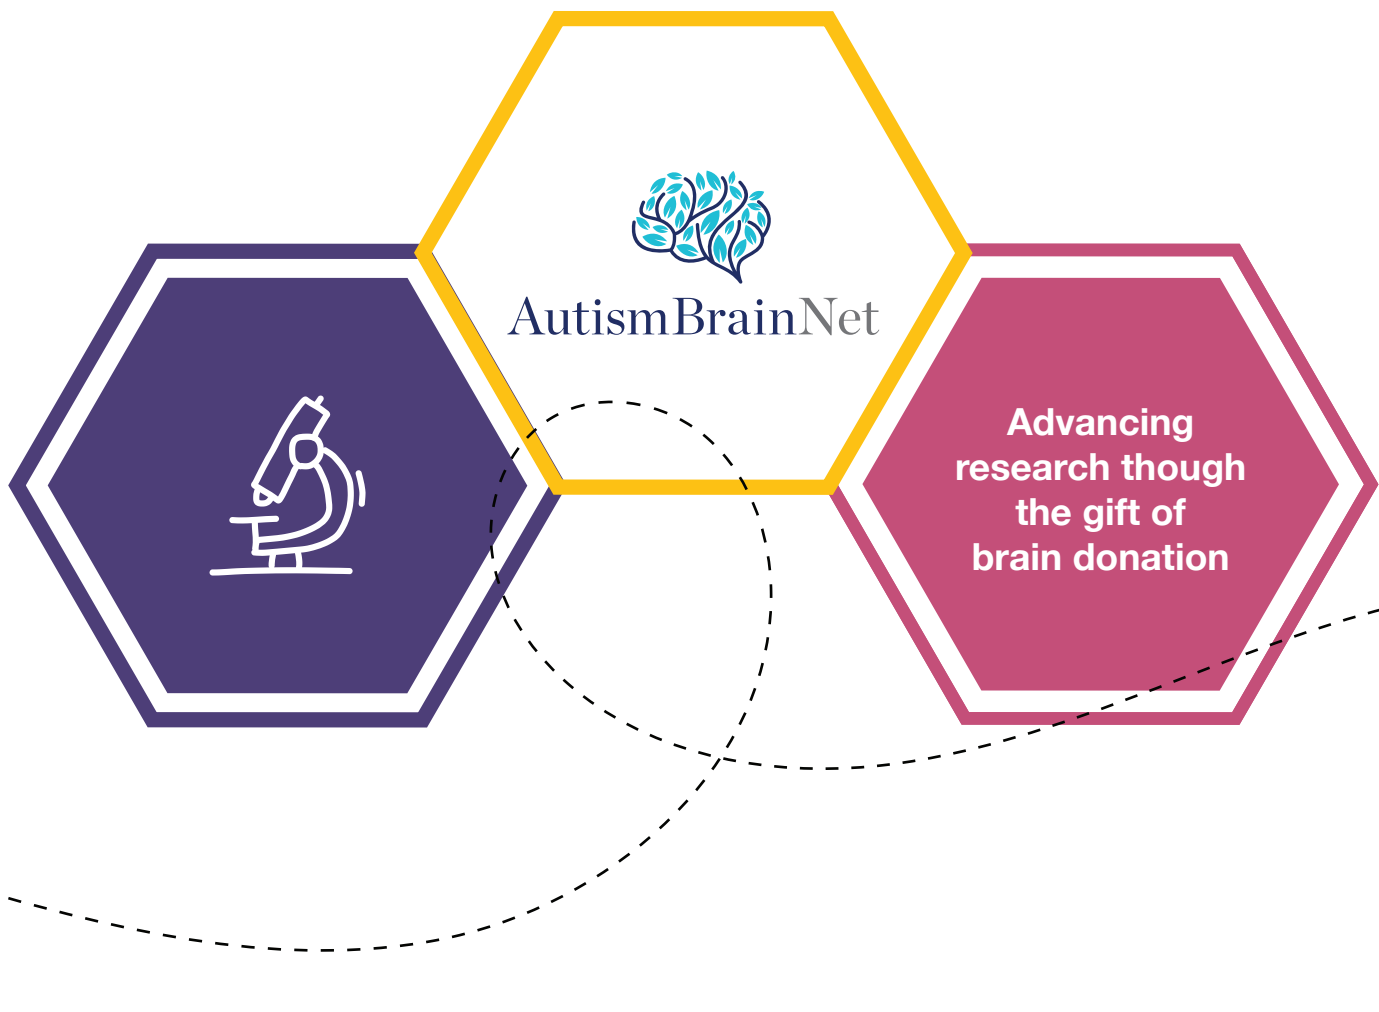 AutismBrainNet
Advancing
research though
the gift of
brain donation